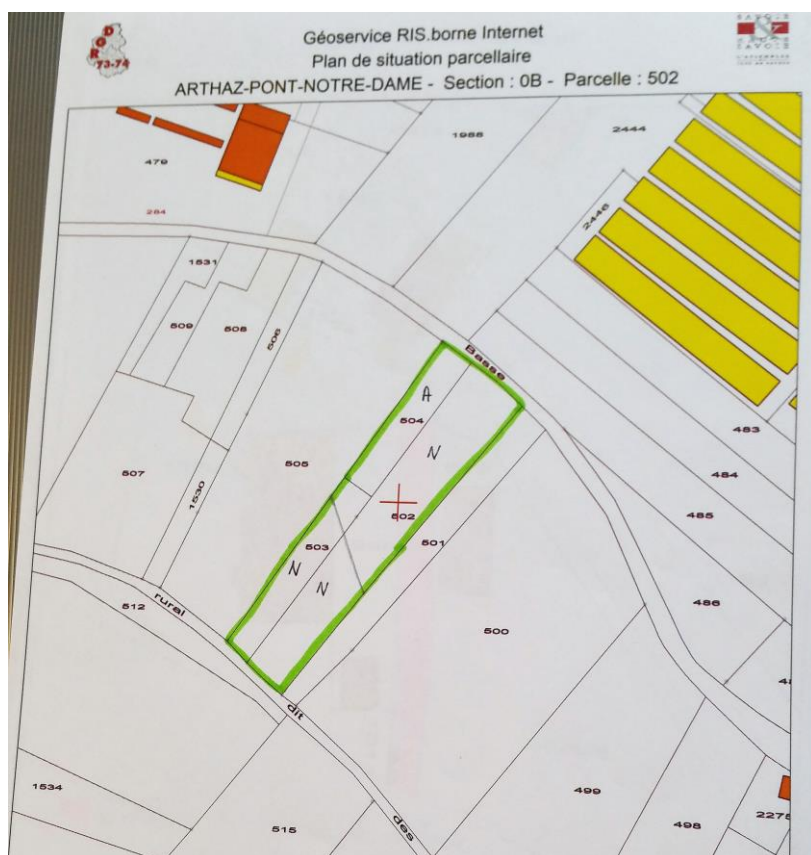 Géoservice RIS.borne Internet
Plan de situation parcellaire
ARTHAZ-PONT-NOTRE-DAME - Section : 0B - Parcelle : 502
RGD
73-74
1988
2444
479
284
2446
1531
509
508
506
Basse
A
504
N
483
507
505
1530
484
502
485
503
501
N
N
512
rural
486
500
dit
1534
499
515
des
498
2275